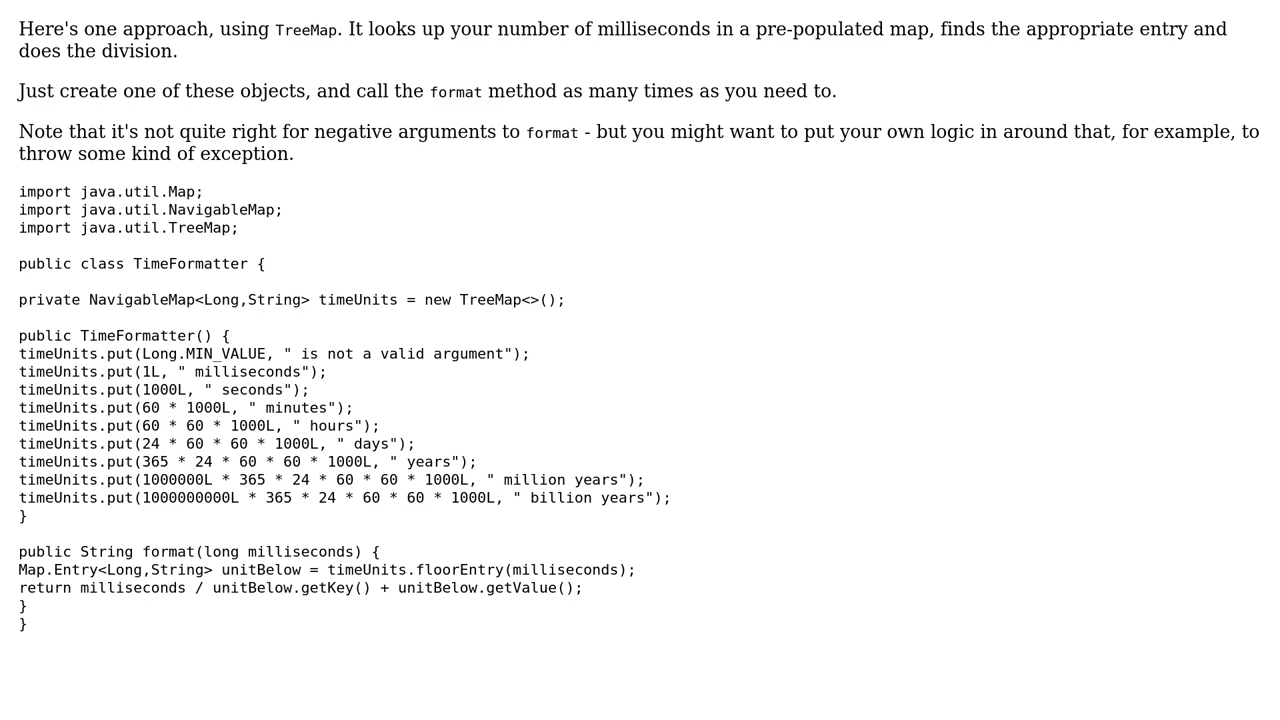 Here's one approach, using TreeMap. It looks up your number of milliseconds in a pre-populated map, finds the appropriate entry and
does the division.
Just create one of these objects, and call the format method as many times as you need to.
Note that it's not quite right for negative arguments to format - but you might want to put your own logic in around that, for example, to
throw some kind of exception.
import java.util.Map;
import java.util.NavigableMap;
import java.util.TreeMap;
public class TimeFormatter {
private NavigableMap<Long,String> timeUnits = new TreeMap<>();
public TimeFormatter() {
timeUnits.put(Long.MIN_VALUE, " is not a valid argument");
timeUnits.put(1L, " milliseconds");
timeUnits.put(1000L, " seconds");
timeUnits.put(60 * 1000L, " minutes");
timeUnits.put(60 * 60 * 1000L, " hours");
timeUnits.put(24 * 60 * 60 * 1000L, " days");
timeUnits.put(365 * 24 * 60 * 60 * 1000L, " years");
timeUnits.put(1000000L * 365 * 24 * 60 * 60 * 1000L, " million years");
timeUnits.put(1000000000L * 365 * 24 * 60 * 60 * 1000L, " billion years");
}
public String format(long milliseconds) {
Map.Entry<Long,String> unitBelow = timeUnits.floorEntry(milliseconds);
return milliseconds / unitBelow.getKey() + unitBelow.getValue();
}
}